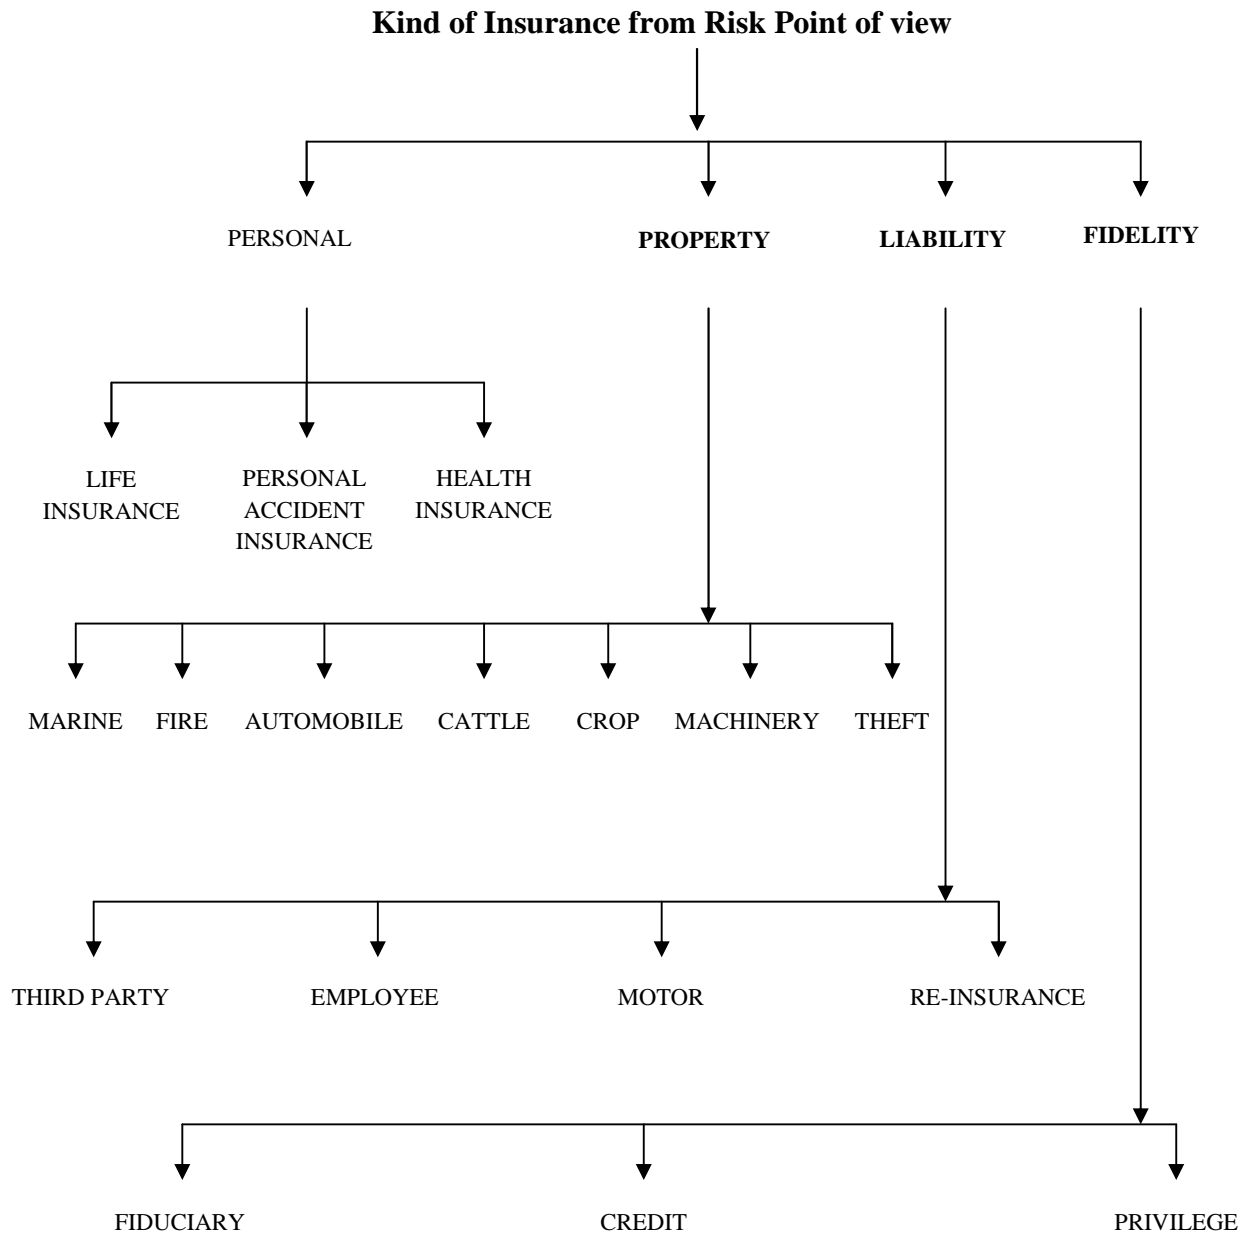 Kind of Insurance from Risk Point of view
PERSONAL
PROPERTY
LIABILITY
FIDELITY
LIFE
INSURANCE
PERSONAL
ACCIDENT
INSURANCE
HEALTH
INSURANCE
MARINE
FIRE
AUTOMOBILE
CATTLE
CROP
MACHINERY
THEFT
THIRD PARTY
EMPLOYEE
MOTOR
RE-INSURANCE
FIDUCIARY
CREDIT
PRIVILEGE